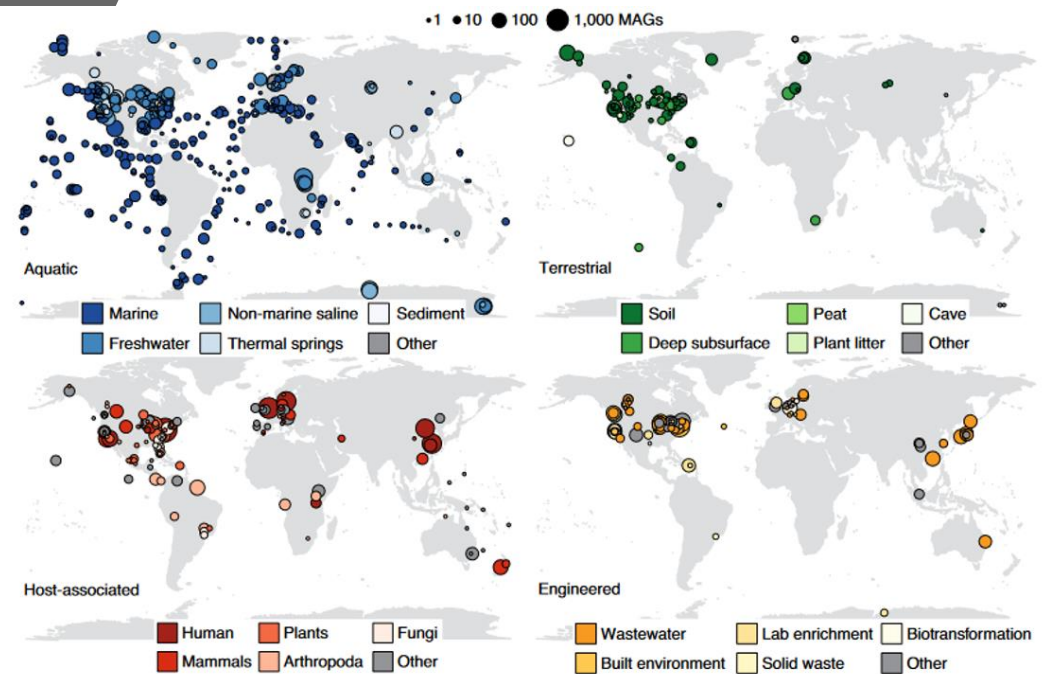 1 10 100 1,000 MAGs
Aquatic
Marine Non-marine saline Sediment
Freshwater Thermal springs Other
Terrestrial
Soil Peat Cave
Deep subsurface Plant litter Other
Host-associated
Human Plants Fungi
Mammals Arthropoda Other
Engineered
Wastewater Lab enrichment Biotransformation
Built environment Solid waste Other